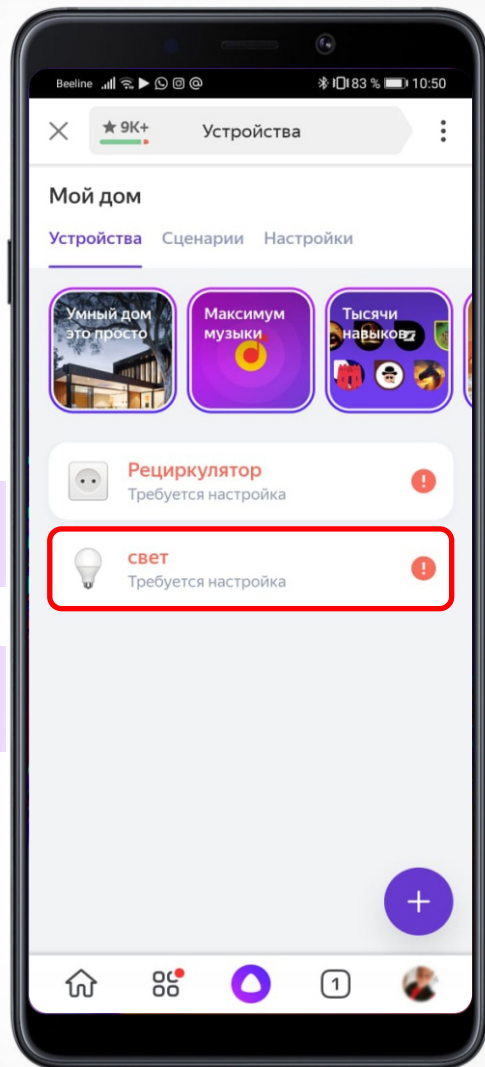 Beeline 83 % 10:50
9K+ Устройства
Мой дом
Устройства Сценарии Настройки
Умный дом
это просто
Максимум
музыки
Тысячи
навыков
Рециркулятор
Требуется настройка
свет
Требуется настройка
1